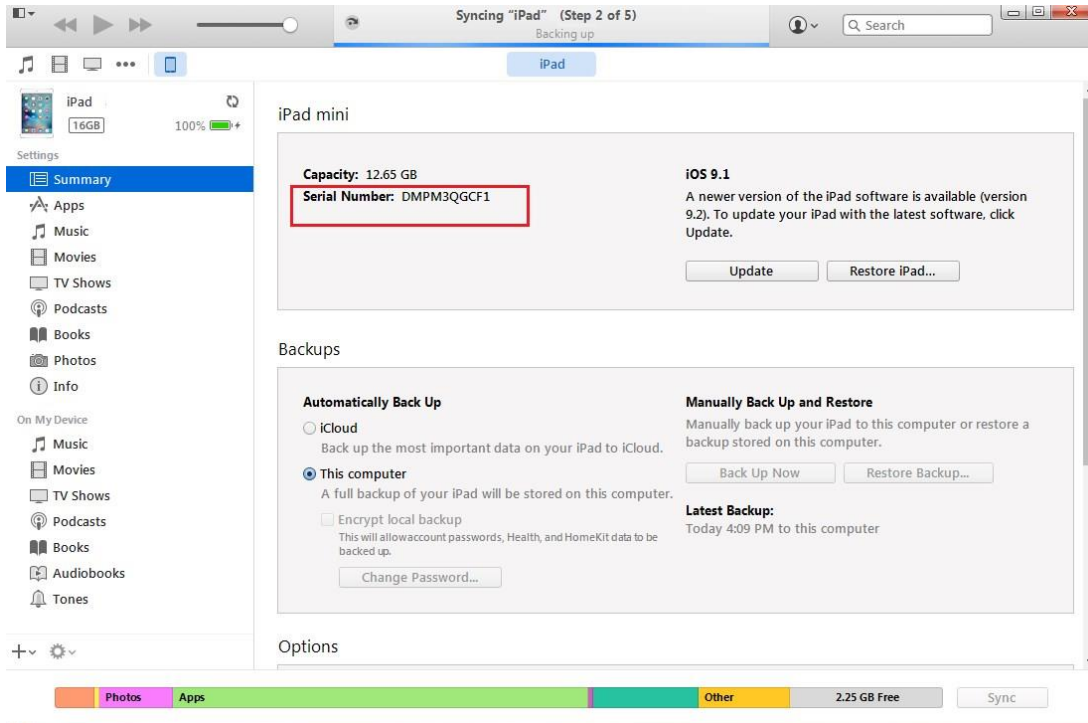 Syncing “iPad” (Step 2 of 5)
Backing up
Search
iPad
iPad
16GB
100%
Settings
Summary
Apps
Music
Movies
TV Shows
Podcasts
Books
Photos
Info
On My Device
Music
Movies
TV Shows
Podcasts
Books
Audiobooks
Tones
iPad mini
Capacity: 12.65 GB
Serial Number: DMPM3QGCF1
iOS 9.1
A newer version of the iPad software is available (version
9.2). To update your iPad with the latest software, click
Update.
Update
Restore iPad...
Backups
Automatically Back Up
iCloud
Back up the most important data on your iPad to iCloud.
This computer
A full backup of your iPad will be stored on this computer.
Encrypt local backup
This will allowaccount passwords, Health, and HomeKit data to be
backed up.
Change Password...
Manually Back Up and Restore
Manually back up your iPad to this computer or restore a
backup stored on this computer.
Back Up Now
Restore Backup...
Latest Backup:
Today 4:09 PM to this computer
Options
Photos
Apps
Other
2.25 GB Free
Sync